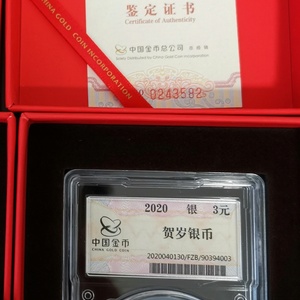 鉴定证书
Certificate of Authenticity
中国金币总公司
CHINA GOLD COIN INCORPORATION
0243582
2020 银 3元
贺岁银币
中国金币
CHINA GOLD COIN
2020040130/FZB/90394003